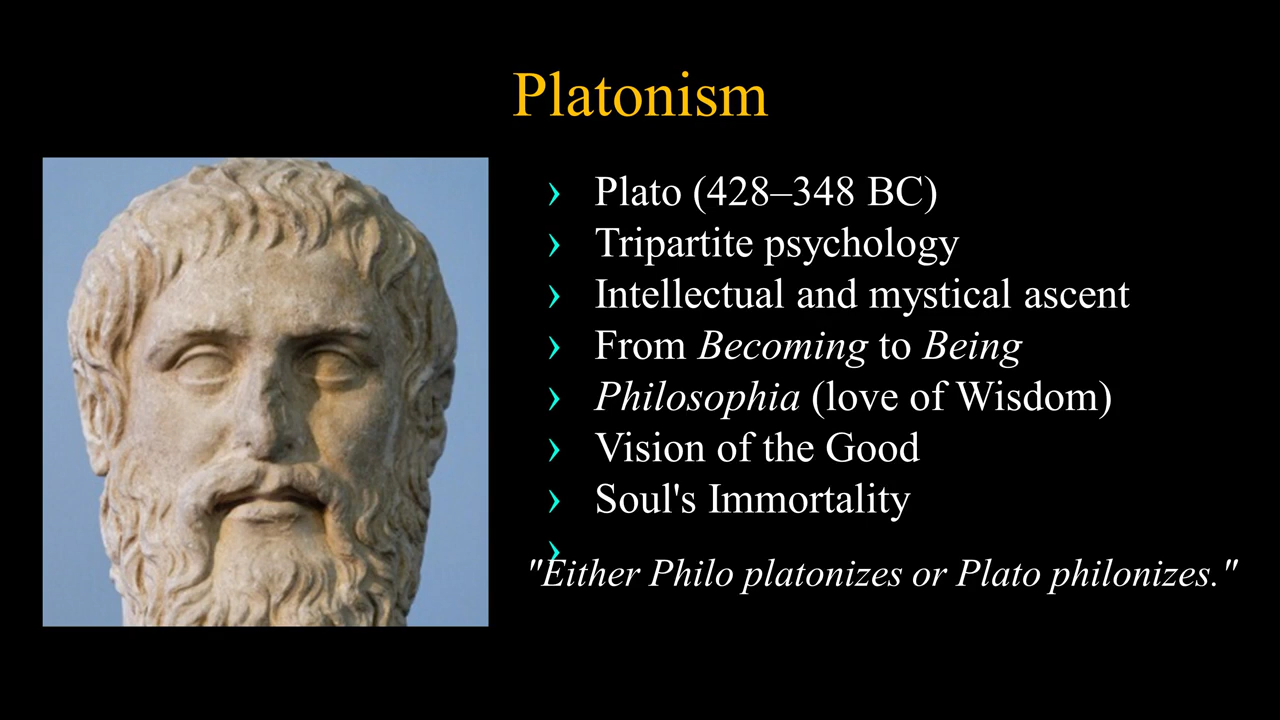 Platonism
› Plato (428–348 BC)
› Tripartite psychology
› Intellectual and mystical ascent
› From Becoming to Being
› Philosophia (love of Wisdom)
› Vision of the Good
› Soul's Immortality
›
"Either Philo platonizes or Plato philonizes."